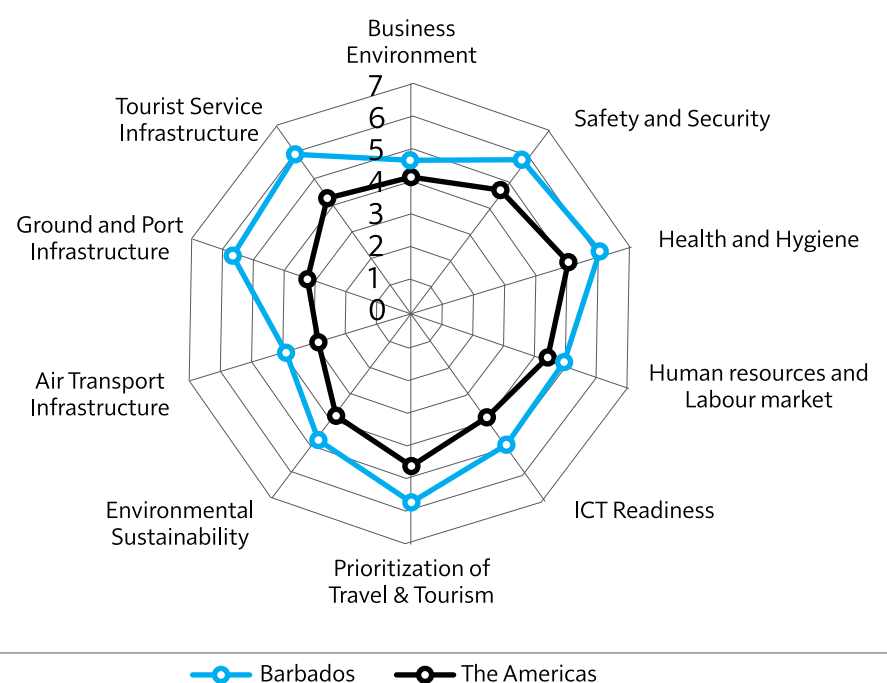 Business
Environment
7
6
5
4
3
2
1
0
Tourist Service
Infrastructure
Safety and Security
Ground and Port
Infrastructure
Health and Hygiene
Air Transport
Infrastructure
Human resources and
Labour market
Environmental
Sustainability
ICT Readiness
Prioritization of
Travel & Tourism
Barbados
The Americas